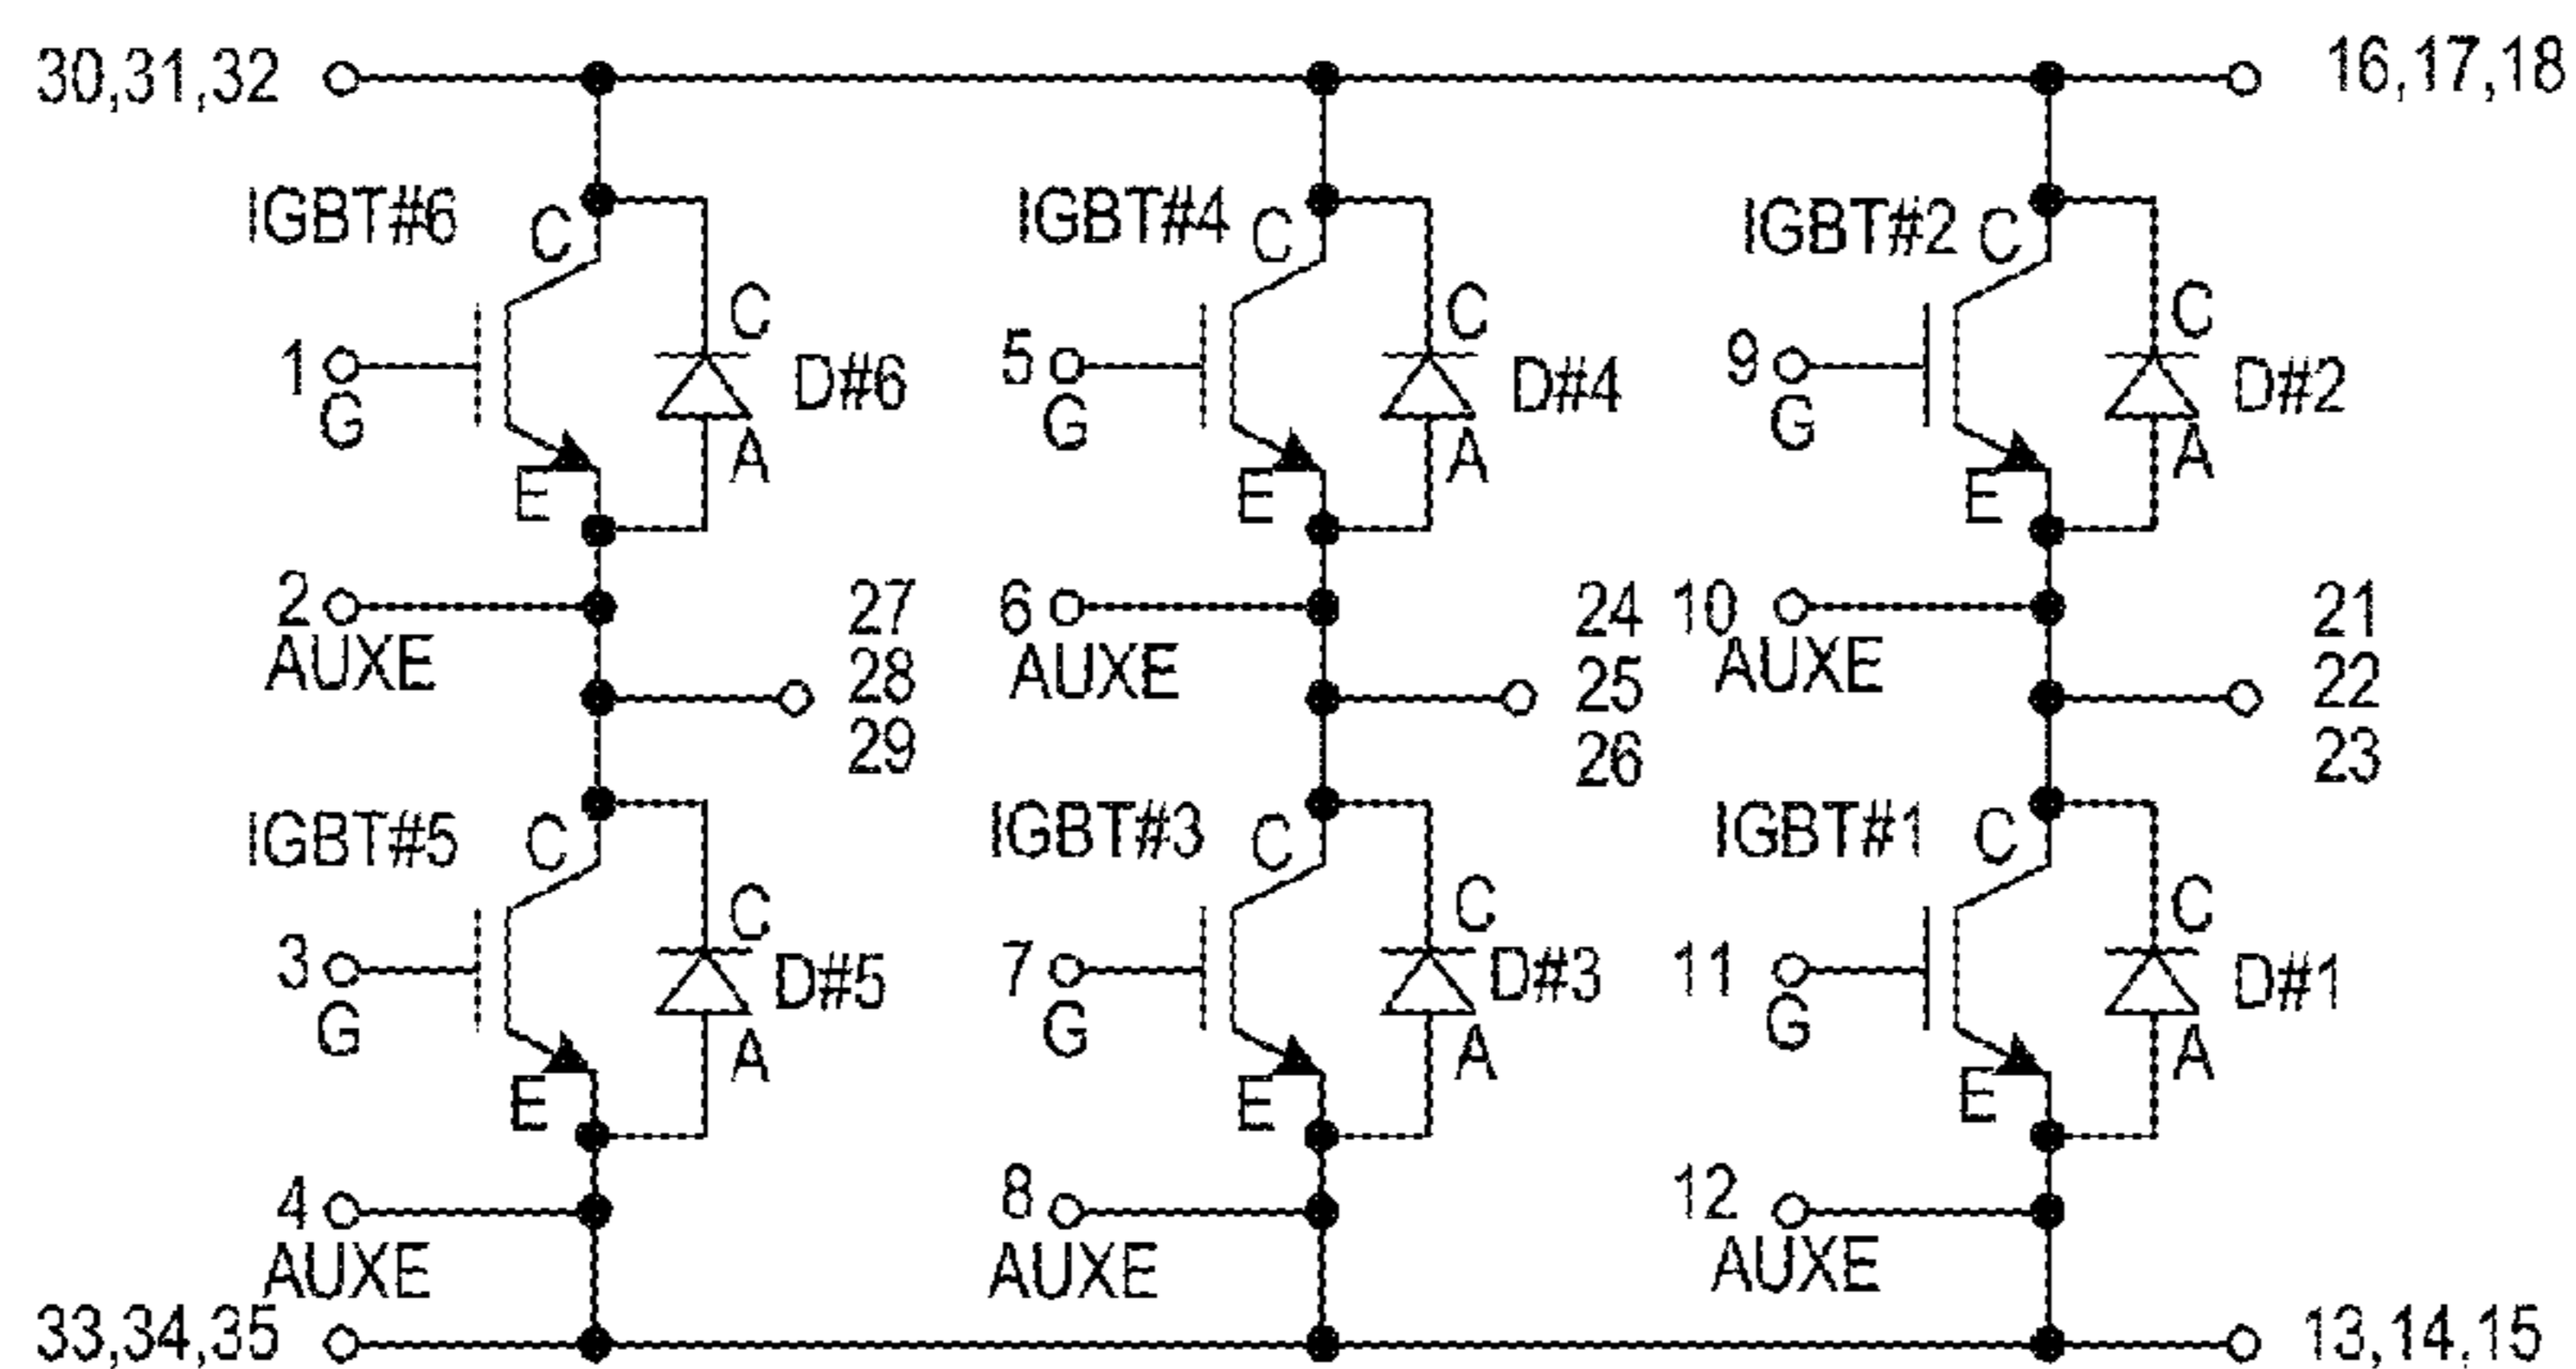 30,31,32 16,17,18
IGBT#6 C IGBT#4 C IGBT#2 C
C C C
1 D#6 5 D#4 9 D#2
G A G A G A
E E E
2 27 6 24 10 21
AUXE 28 AUXE 25 AUXE 22
29 26 23
IGBT#5 C IGBT#3 C IGBT#1 C
C C C
3 D#5 7 D#3 11 D#1
G A G A G A
E E E
4 8 12
AUXE AUXE AUXE
33,34,35 13,14,15